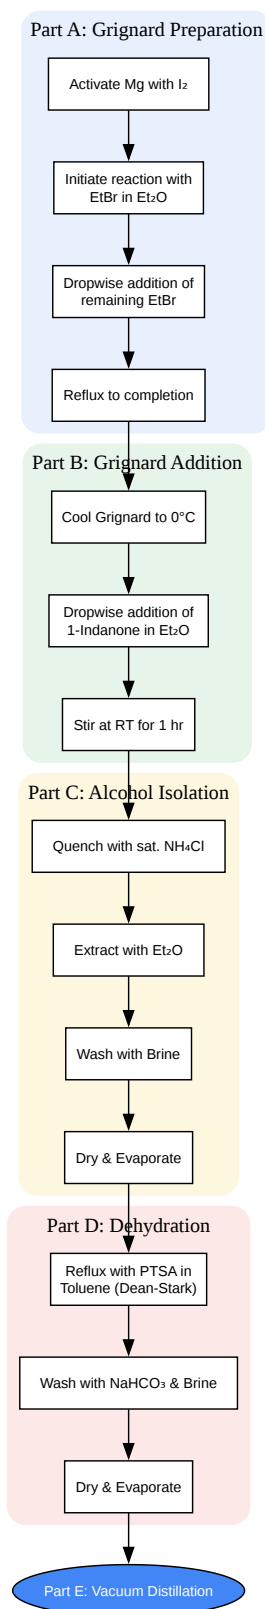 Part A: Grignard Preparation
Activate Mg with I₂
Initiate reaction with
EtBr in Et₂O
Dropwise addition of
remaining EtBr
Reflux to completion
Part B: Grignard Addition
Cool Grignard to 0°C
Dropwise addition of
1-Indanone in Et₂O
Stir at RT for 1 hr
Part C: Alcohol Isolation
Quench with sat. NH₄Cl
Extract with Et₂O
Wash with Brine
Dry & Evaporate
Part D: Dehydration
Reflux with PTSA in
Toluene (Dean-Stark)
Wash with NaHCO₃ & Brine
Dry & Evaporate
Part E: Vacuum Distillation